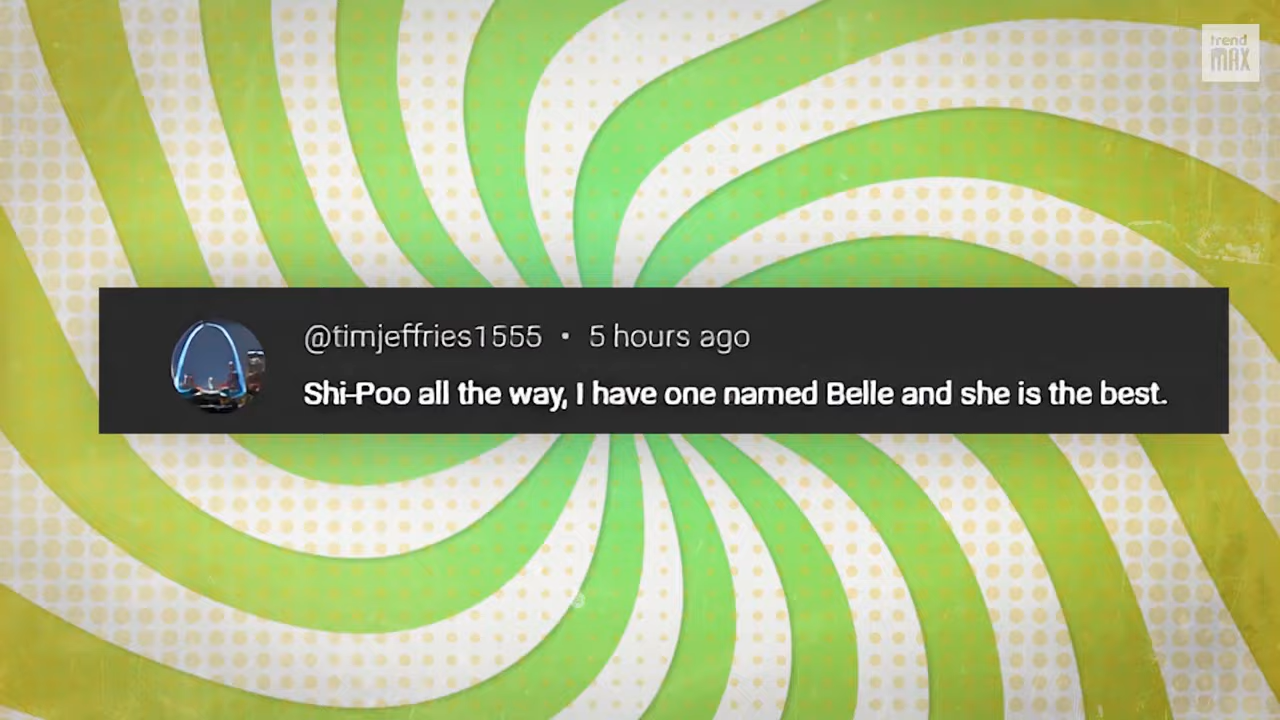 trend
MAX
@timjeffries1555 • 5 hours ago
Shi-Poo all the way, I have one named Belle and she is the best.